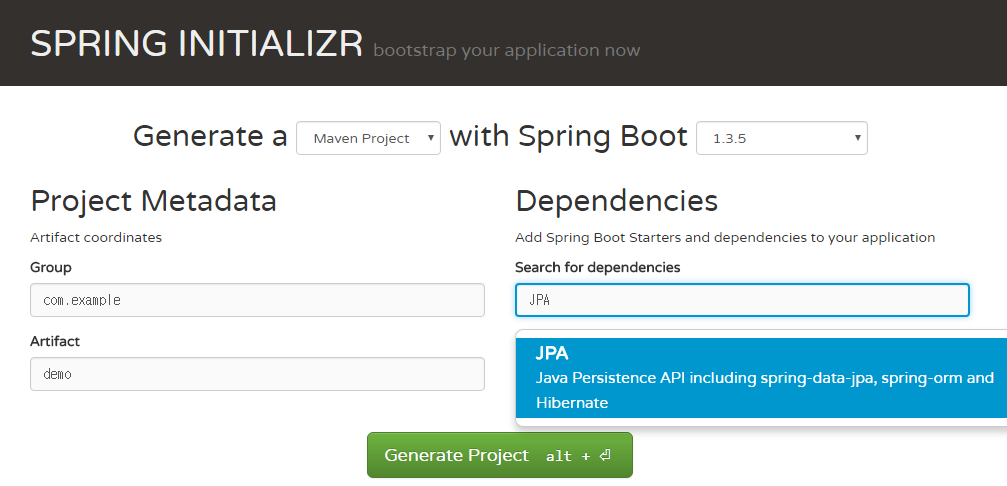 SPRING INITIALIZR bootstrap your application now
Generate a Maven Project with Spring Boot 1.3.5
Project Metadata
Artifact coordinates
Group
com.example
Artifact
demo
Dependencies
Add Spring Boot Starters and dependencies to your application
Search for dependencies
JPA
JPA
Java Persistence API including spring-data-jpa, spring-orm and
Hibernate
Generate Project alt + ⏎